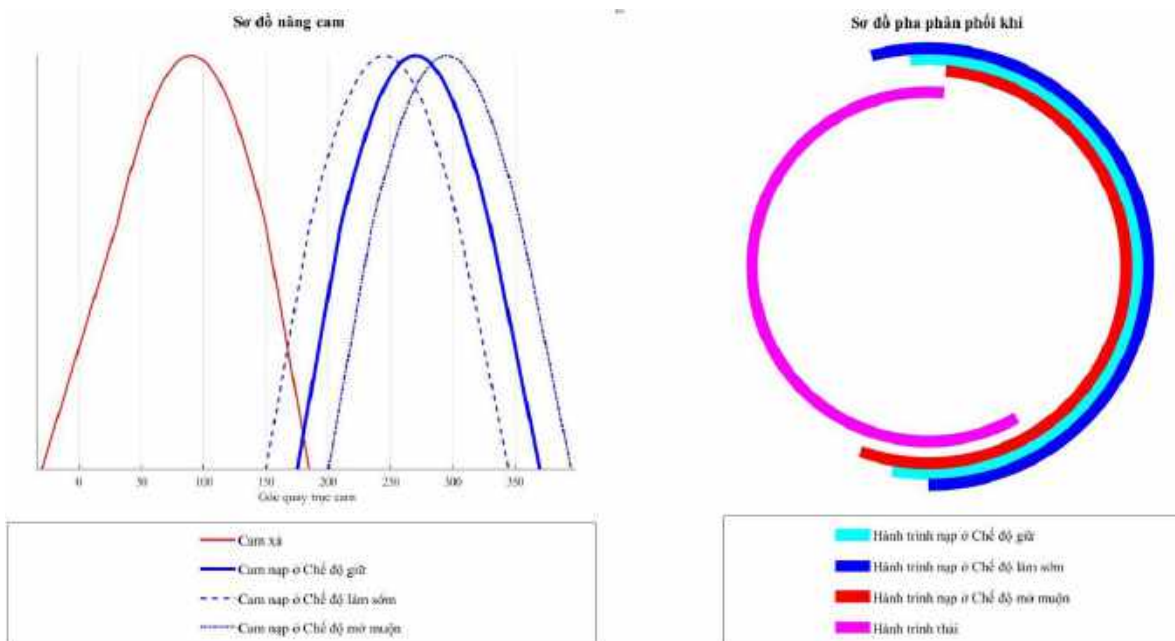 Sơ đồ nâng cam
0 50 100 150 200 250 300 350
Góc quay trục cam
Cam xả
Cam nạp ở Chế độ giữ
Cam nạp ở Chế độ làm sớm
Cam nạp ở Chế độ mở muộn
Sơ đồ pha phân phối khí
Hành trình nạp ở Chế độ giữ
Hành trình nạp ở Chế độ làm sớm
Hành trình nạp ở Chế độ mở muộn
Hành trình thải